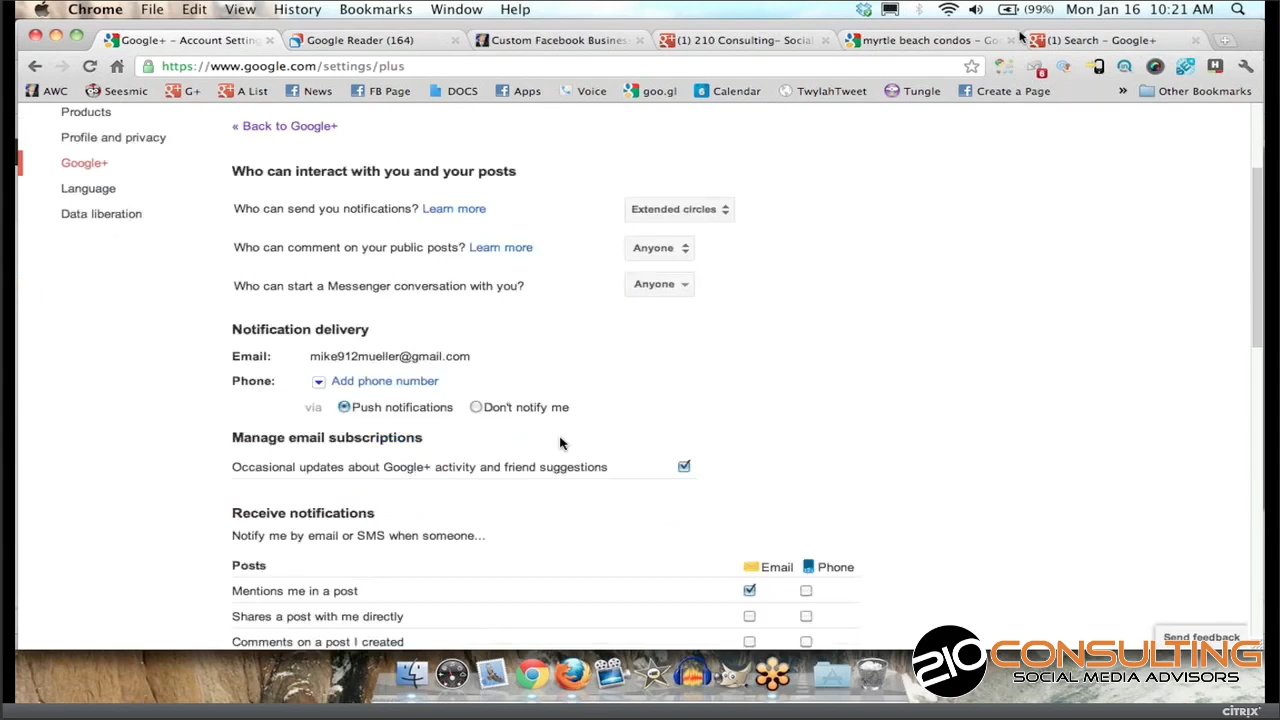 Chrome File Edit View History Bookmarks Window Help (99%) Mon Jan 16 10:21 AM
Google+ - Account Settin Google Reader (164) Custom Facebook Busines (1) 210 Consulting– Socia myrtle beach condos - Go (1) Search – Google+
https://www.google.com/settings/plus 6
AWC Seesmic G+ A List News FB Page DOCS Apps Voice goo.gl 6 Calendar TwylahTweet Tungle Create a Page » Other Bookmarks
Products
Profile and privacy
Google+
Language
Data liberation
« Back to Google+
Who can interact with you and your posts
Who can send you notifications? Learn more Extended circles
Who can comment on your public posts? Learn more Anyone
Who can start a Messenger conversation with you? Anyone
Notification delivery
Email: mike912mueller@gmail.com
Phone: Add phone number
via Push notifications Don't notify me
Manage email subscriptions
Occasional updates about Google+ activity and friend suggestions
Receive notifications
Notify me by email or SMS when someone...
Posts Email Phone
Mentions me in a post
Shares a post with me directly
Comments on a post I created
Send feedback
210 CONSULTING
SOCIAL MEDIA ADVISORS
CITRIX